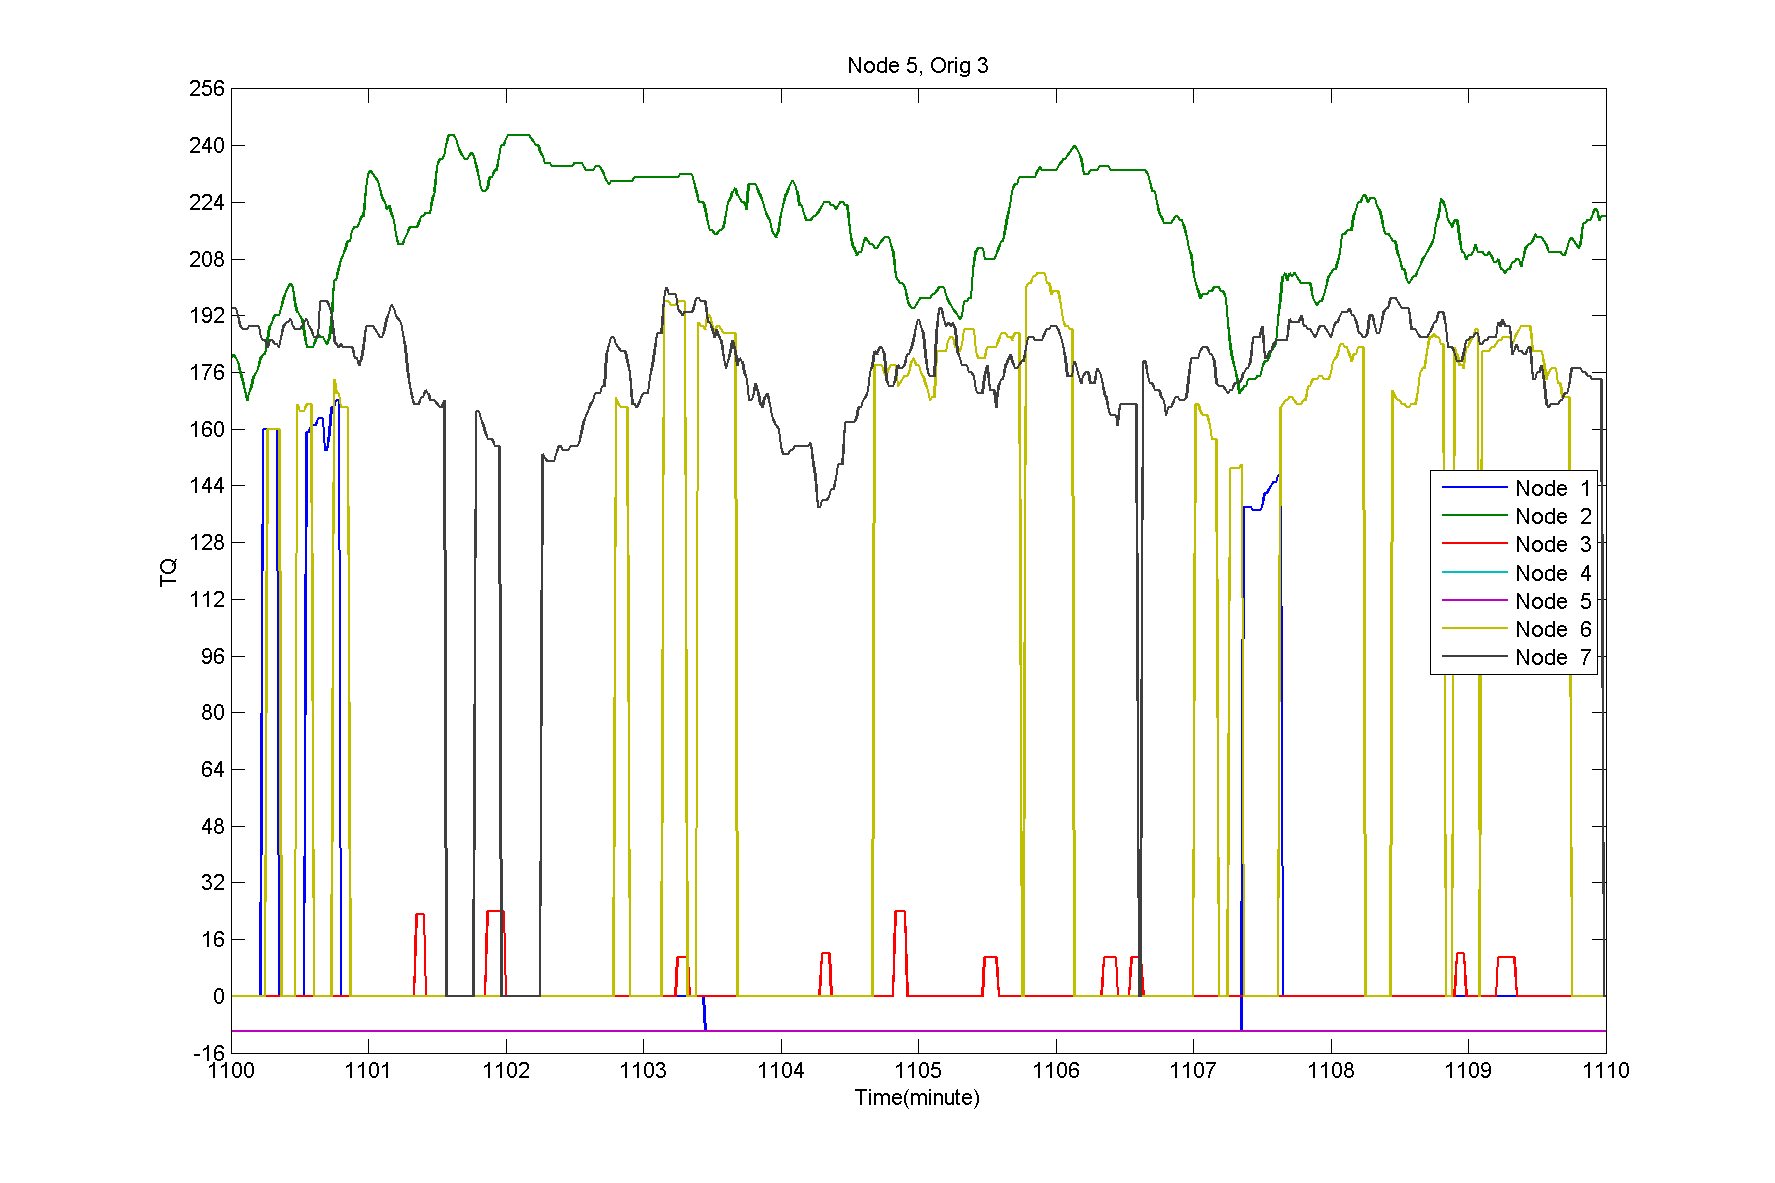 Node 5, Orig 3
256
240
224
208
192
176
160
144
128
112
96
80
64
48
32
16
0
-16
TQ
Node 1
Node 2
Node 3
Node 4
Node 5
Node 6
Node 7
1100 1101 1102 1103 1104 1105 1106 1107 1108 1109 1110
Time(minute)